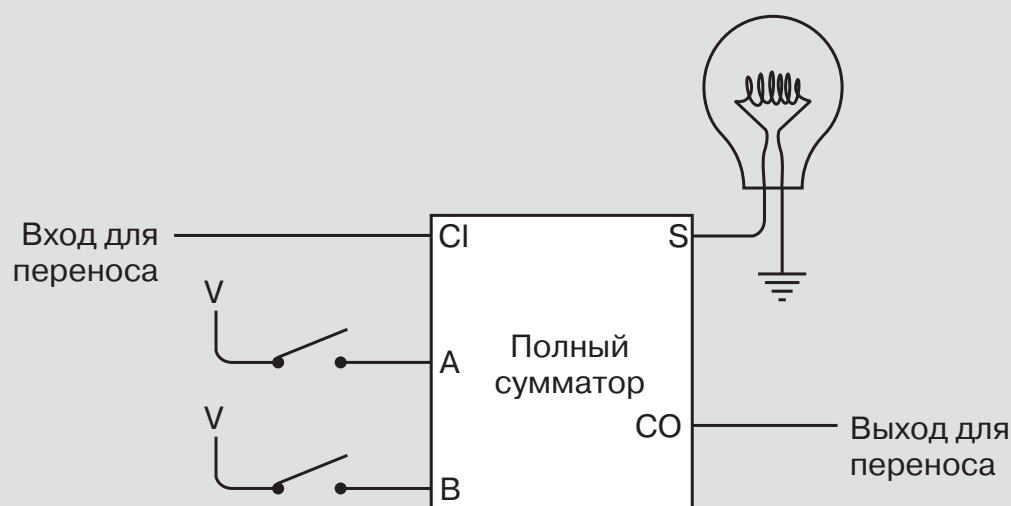 Вход для
переноса
CI
S
V
A
Полный
сумматор
V
CO
Выход для
переноса
B